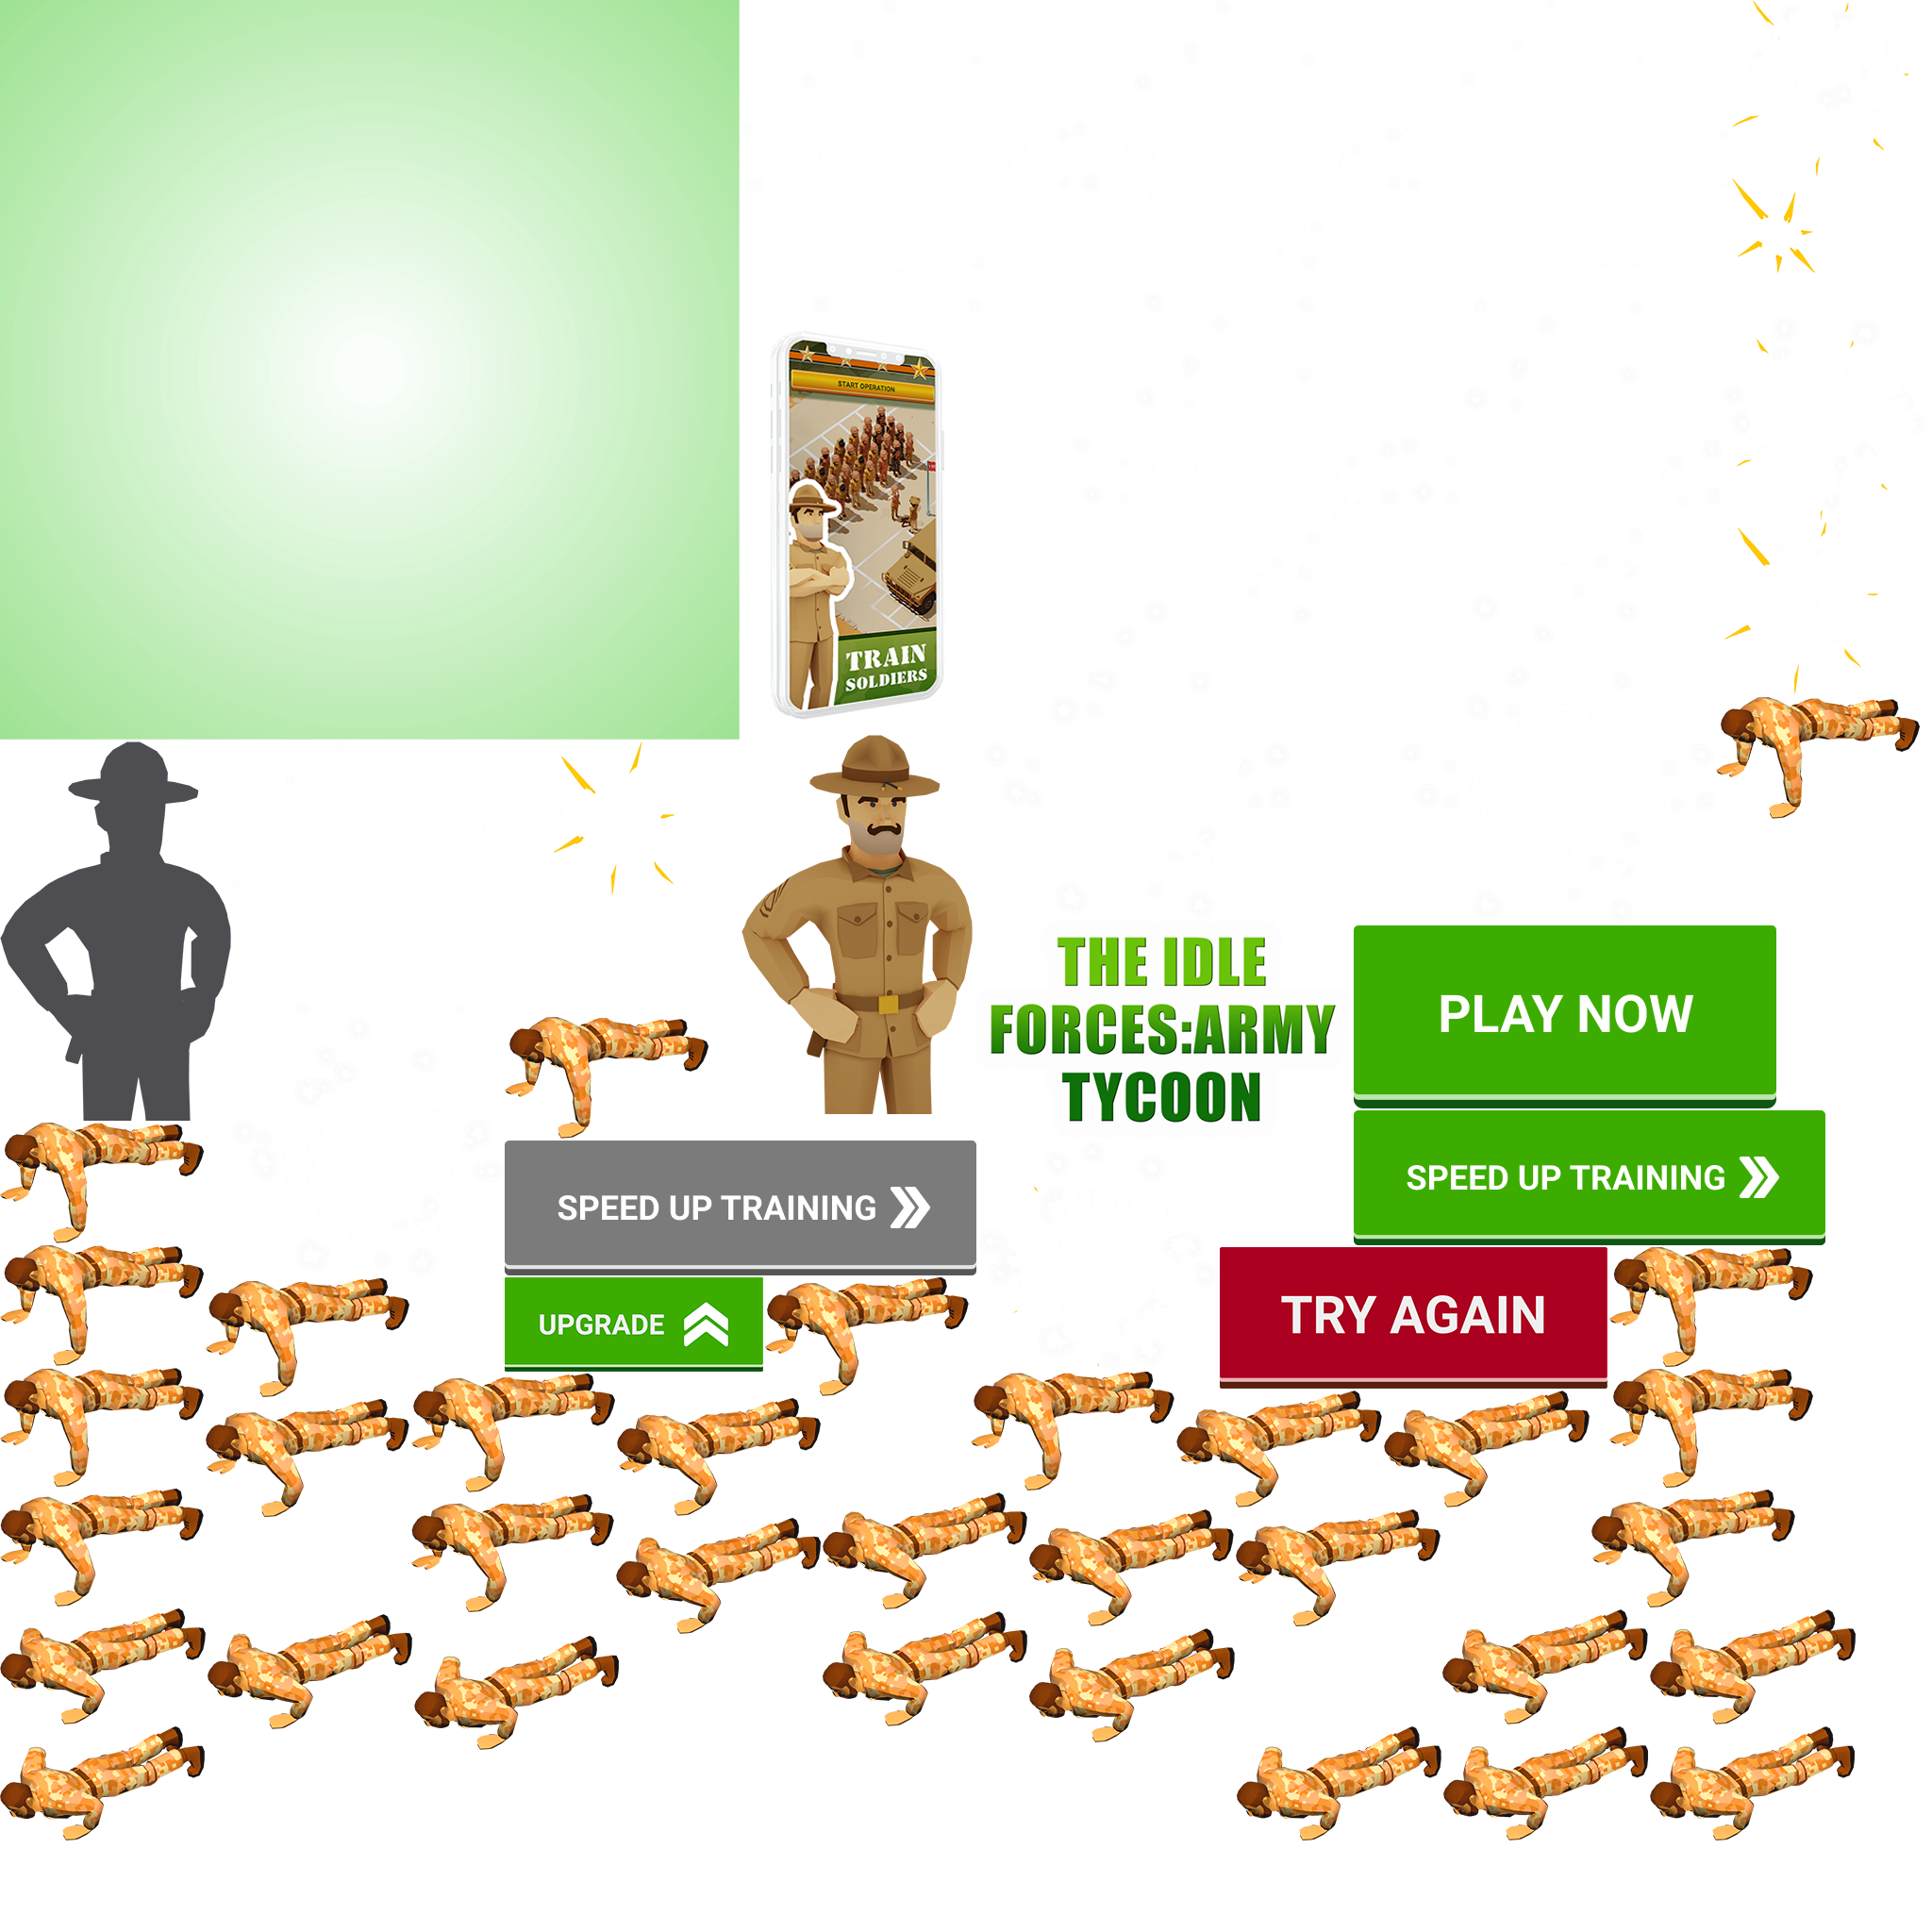 START OPERATION
TRAIN
SOLDIERS
THE IDLE
FORCES:ARMY
TYCOON
PLAY NOW
SPEED UP TRAINING
SPEED UP TRAINING
UPGRADE
TRY AGAIN